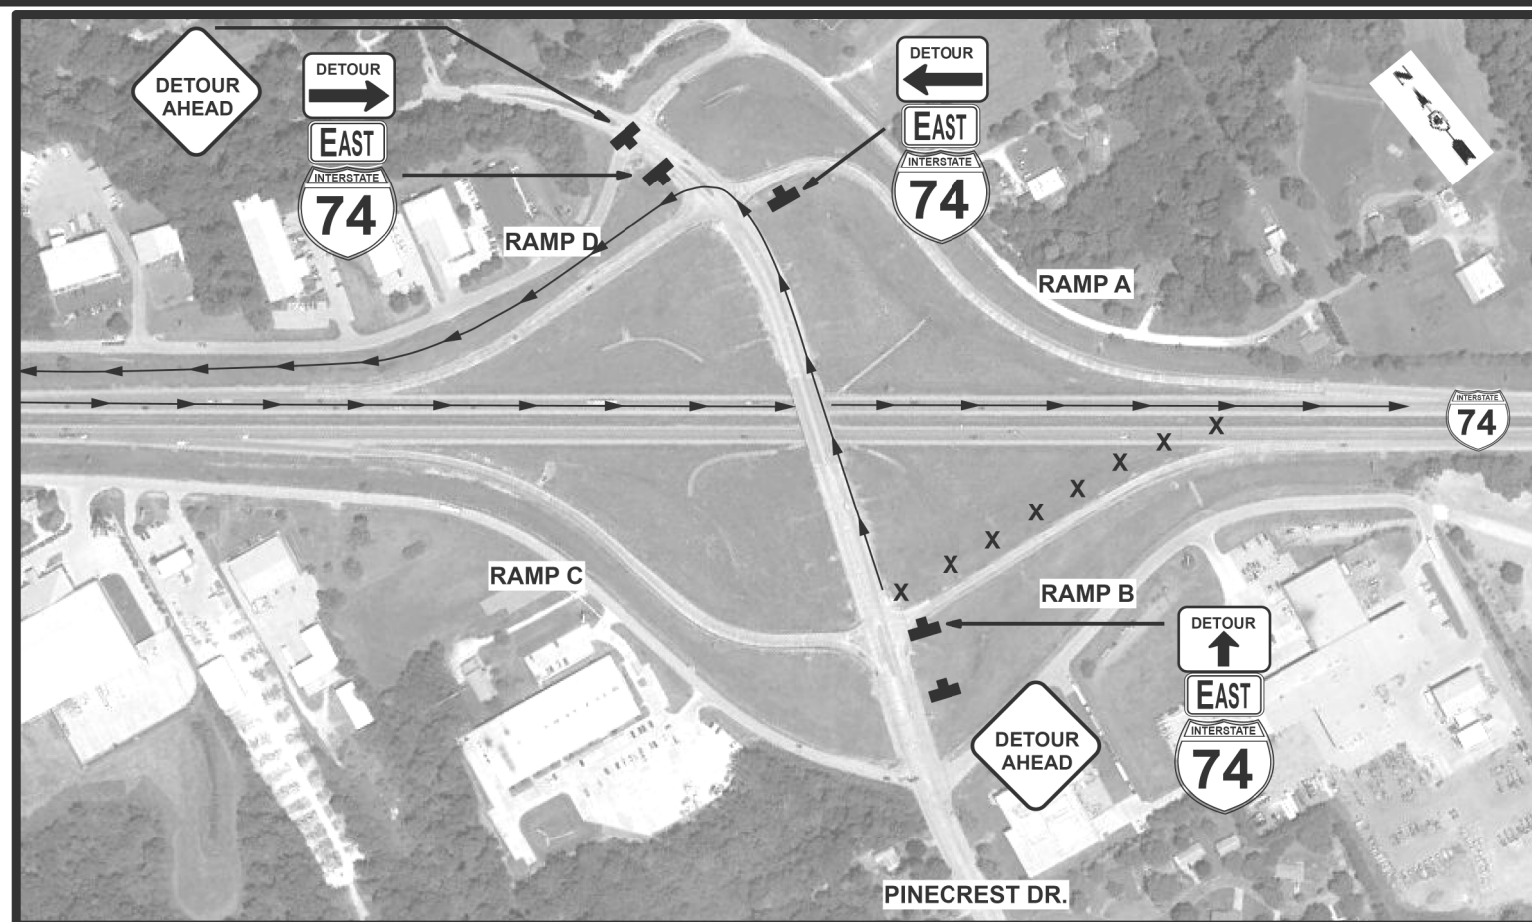 DETOUR
AHEAD
DETOUR
EAST
INTERSTATE
74
DETOUR
EAST
INTERSTATE
74
N
RAMP D
RAMP A
INTERSTATE
74
X
X
X
X
X
X
X
X
RAMP C
RAMP B
DETOUR
EAST
INTERSTATE
74
DETOUR
AHEAD
PINECREST DR.